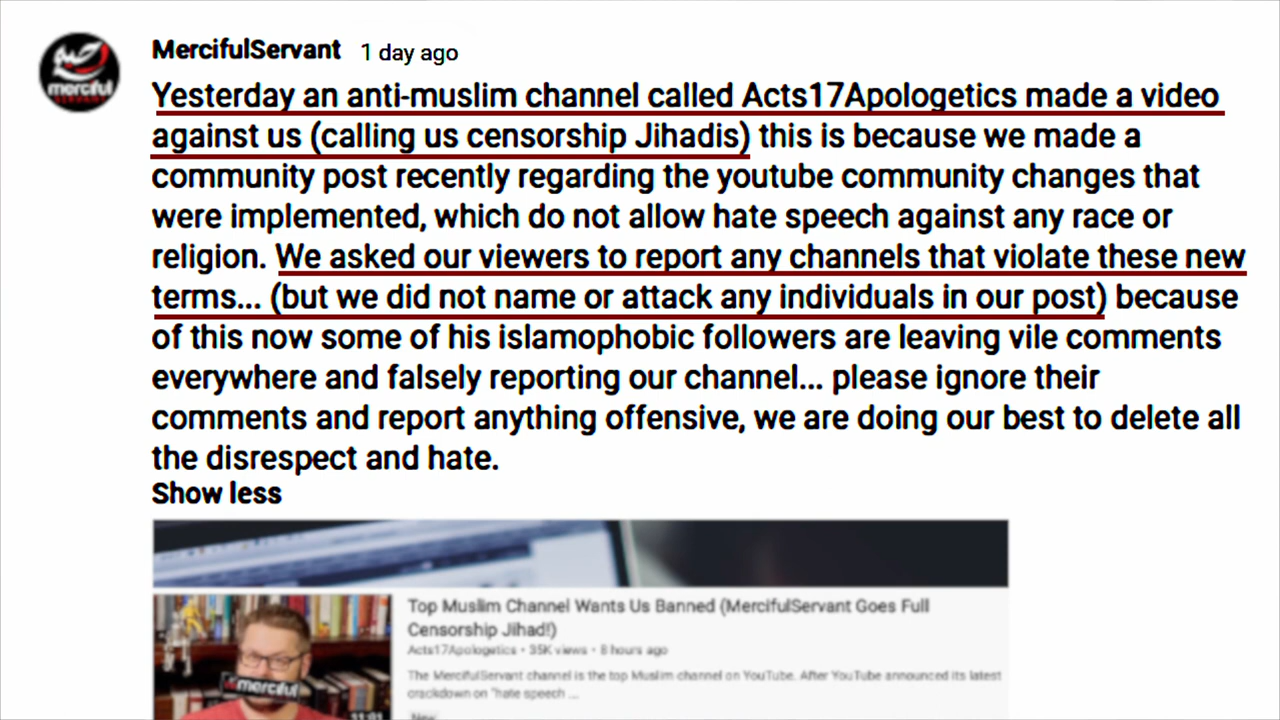 MercifulServant 1 day ago
Yesterday an anti-muslim channel called Acts17Apologetics made a video
against us (calling us censorship Jihadis) this is because we made a
community post recently regarding the youtube community changes that
were implemented, which do not allow hate speech against any race or
religion. We asked our viewers to report any channels that violate these new
terms... (but we did not name or attack any individuals in our post) because
of this now some of his islamophobic followers are leaving vile comments
everywhere and falsely reporting our channel... please ignore their
comments and report anything offensive, we are doing our best to delete all
the disrespect and hate.
Show less
merciful
SERVANT
Top Muslim Channel Wants Us Banned (MercifulServant Goes Full
Censorship Jihad!)
Acts17Apologetics • 35K views • 8 hours ago
The MercifulServant channel is the top Muslim channel on YouTube. After YouTube announced its latest
crackdown on "hate speech ...
New
merciful
11:01